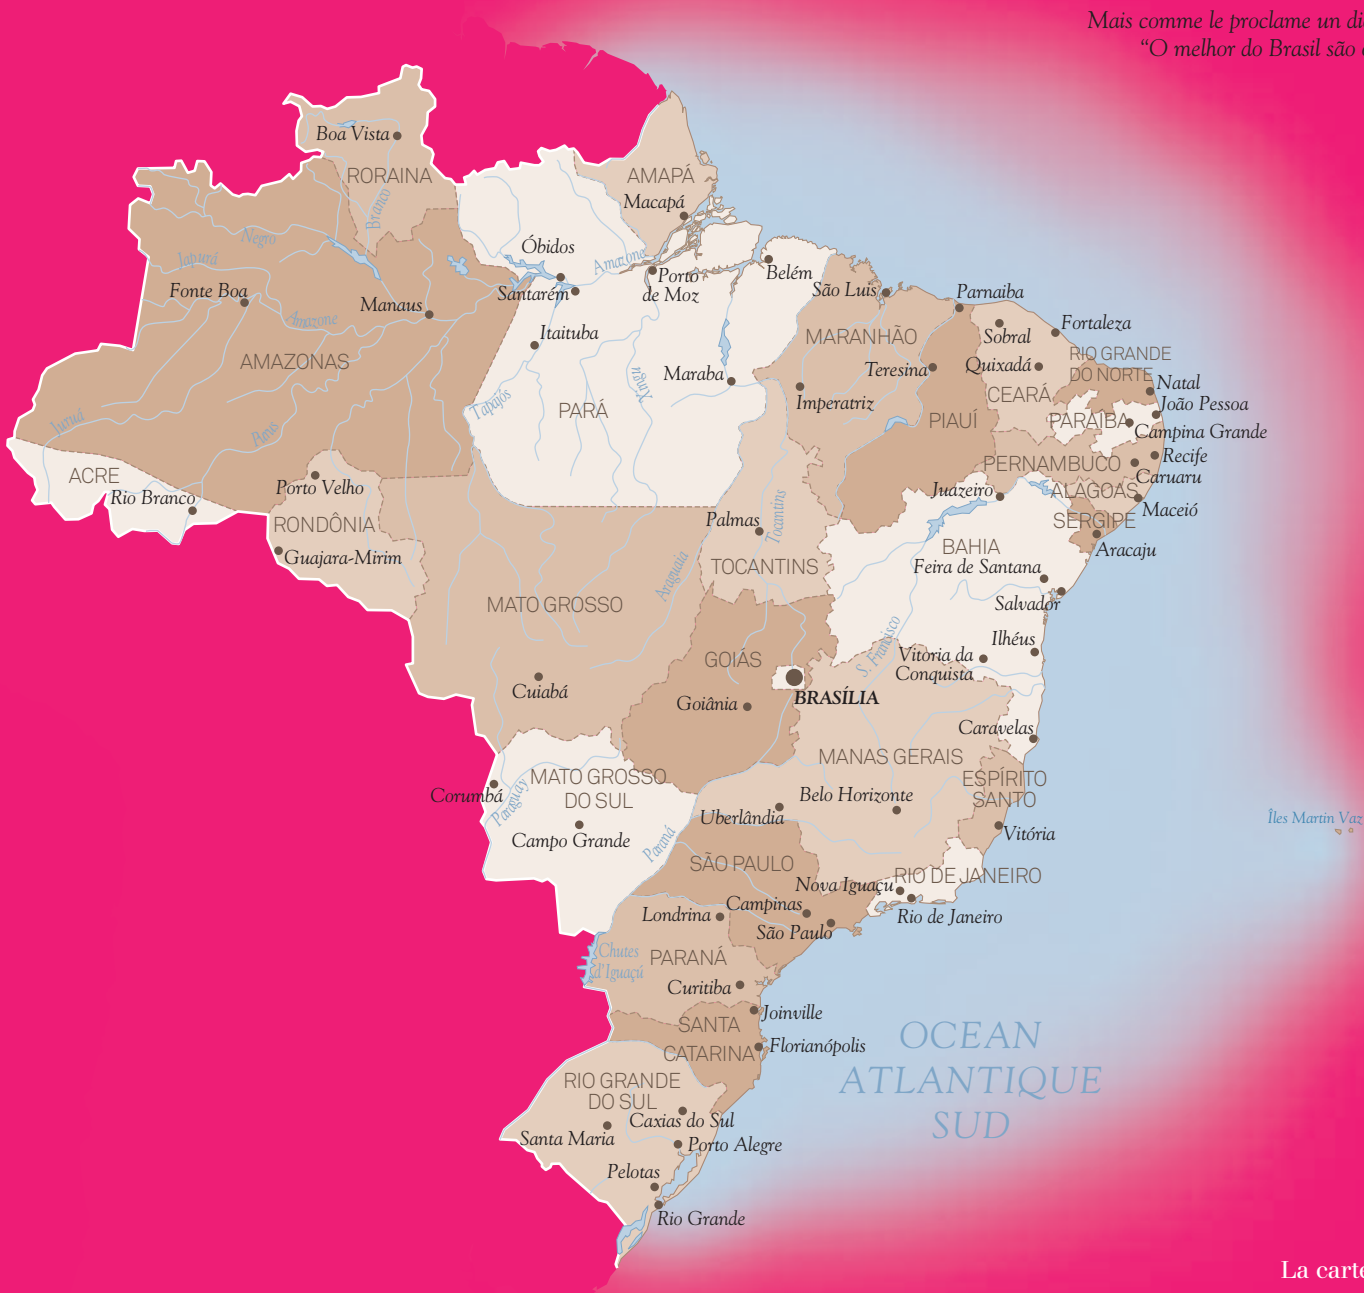 Mais comme le proclame un
“O melhor do Brasil são
Boa Vista
RORAINA
Branco
AMAPÁ
Macapá
Negro
Óbidos
Amazone
Iapurá
Belém
Porto
de Moz
Fonte Boa
Santarém
São Luis
Parnaiba
Manaus
Amazone
Itaituba
MARANHÃO
Sobral
Fortaleza
AMAZONAS
Maraba
Xingu
Teresina
Quixadá
RIO GRANDE
DO NORTE
Natal
Tapajós
PARÁ
Imperatriz
CEARÁ
João Pessoa
Juruá
Purus
PIAUÍ
PARAÍBA
Campina Grande
ACRE
PERNAMBUCO
Recife
Caruaru
Rio Branco
Porto Velho
Juazeiro
ALAGOAS
Maceió
RONDÔNIA
Palmas
Tocantins
SERGIPE
Guajara-Mirim
BAHIA
Aracaju
TOCANTINS
Feira de Santana
Araguaia
MATO GROSSO
Salvador
S. Francisco
Ilhéus
GOIÁS
Vitoria da
Conquista
Cuiabá
Goiânia
BRASÍLIA
Caravelas
MATO GROSSO
DO SUL
MANAS GERAIS
ESPÍRITO
SANTO
Corumbá
Paraguay
Belo Horizonte
Uberlândia
Îles Martin Vaz
Campo Grande
Paraná
Vitória
SÃO PAULO
RIO DE JANEIRO
Nova Iguaçu
Londrina
Campinas
Rio de Janeiro
São Paulo
Chutes
d'Iguaçú
PARANÁ
Curitiba
Joinville
SANTA
CATARINA
Florianópolis
OCEAN
ATLANTIQUE
SUD
RIO GRANDE
DO SUL
Caxias do Sul
Santa Maria
Porto Alegre
Pelotas
Rio Grande
La carte